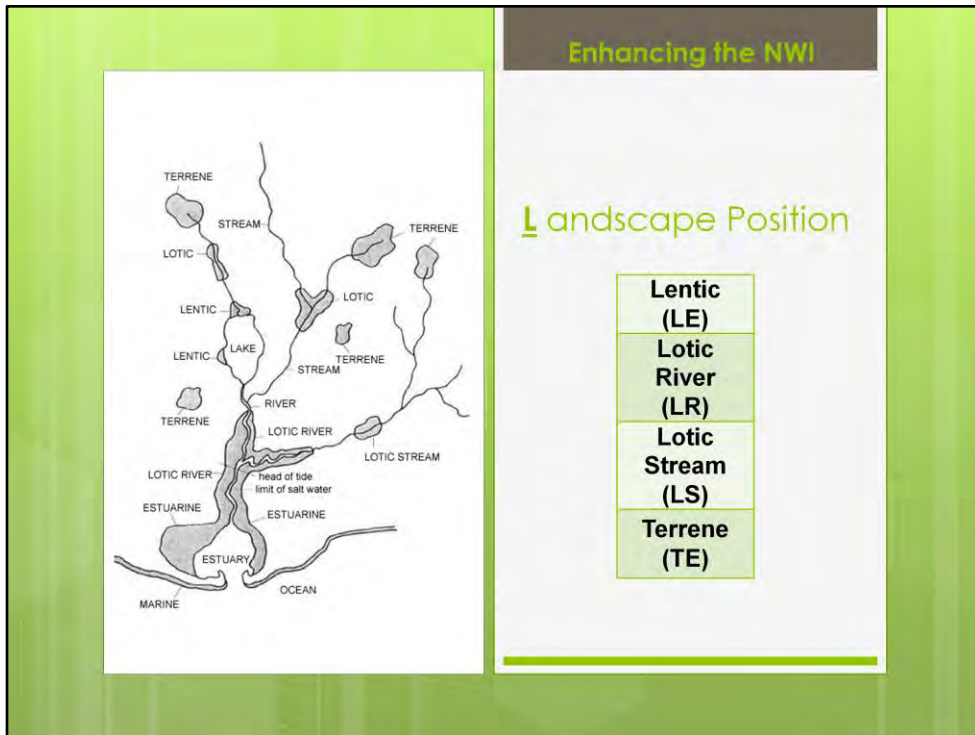 Enhancing the NWI
TERRENE
STREAM
TERRENE
LOTIC
LOTIC
LENTIC
LAKE
LENTIC
TERRENE
STREAM
TERRENE
RIVER
LOTIC RIVER
LOTIC STREAM
LOTIC RIVER
head of tide
limit of salt water
ESTUARINE
ESTUARINE
ESTUARY
OCEAN
MARINE
L andscape Position
Lentic
(LE)
Lotic
River
(LR)
Lotic
Stream
(LS)
Terrene
(TE)